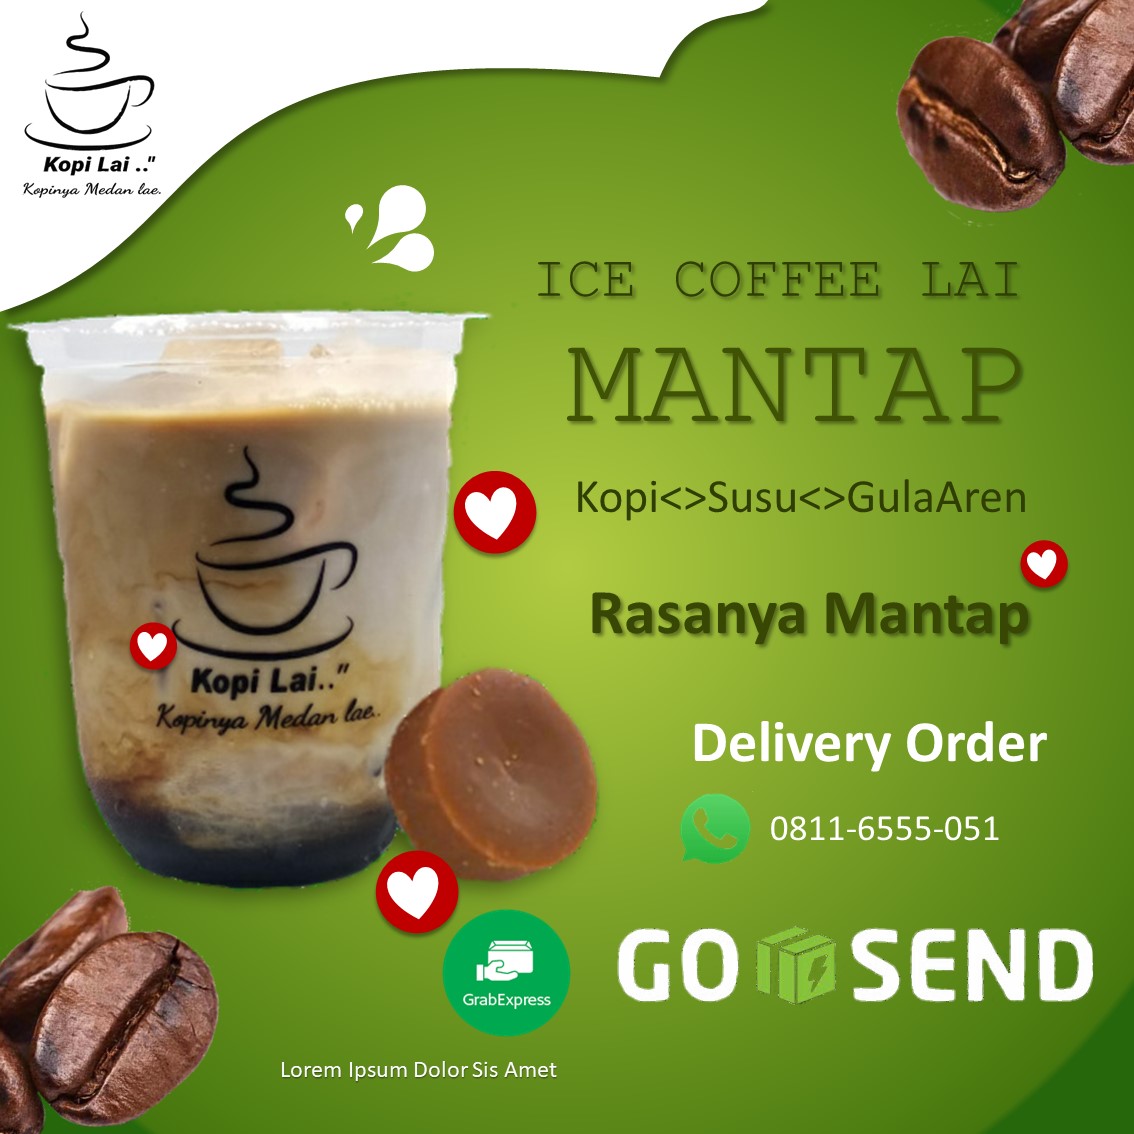 Kopi Lai .."
Kopinya Medan lae.
ICE COFFEE LAI
MANTAP
Kopi<>Susu<>GulaAren
Rasanya Mantap
Kopi Lai.."
Kopinya Medan lae..
Delivery Order
0811-6555-051
GrabExpress
GO SEND
Lorem Ipsum Dolor Sis Amet